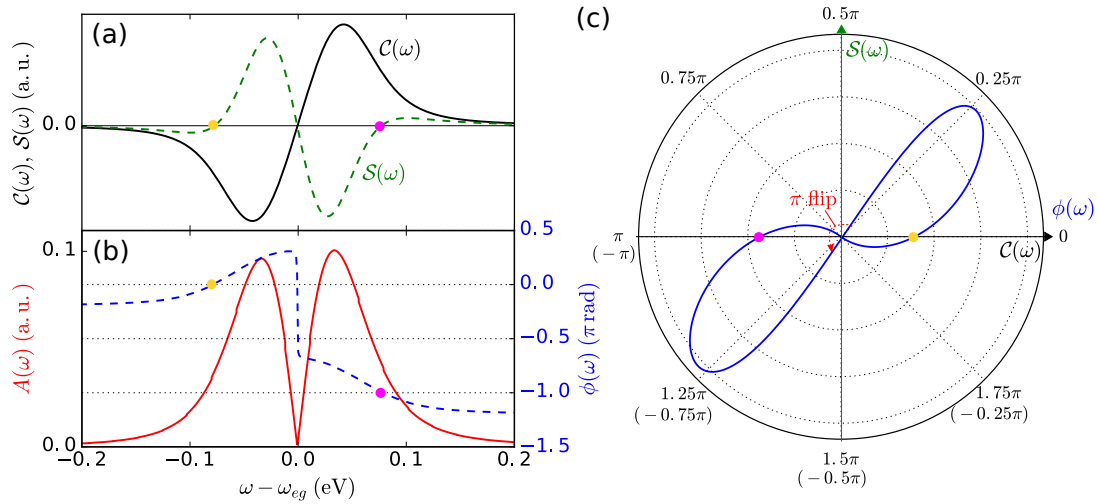 (a)
C(ω)
S(ω)
0.0
C(ω), S(ω) (a. u.)
(b)
0.1
0.0
A(ω) (a. u.)
0.5
0.0
−0.5
−1.0
−1.5
ϕ(ω) (π rad)
−0.2
−0.1
0.0
0.1
0.2
ω − ω_eg (eV)
(c)
0.5π
S(ω)
0.75π
0.25π
π flip
ϕ(ω)
π
(−π)
0
C(ω)
1.25π
(−0.75π)
1.75π
(−0.25π)
1.5π
(−0.5π)